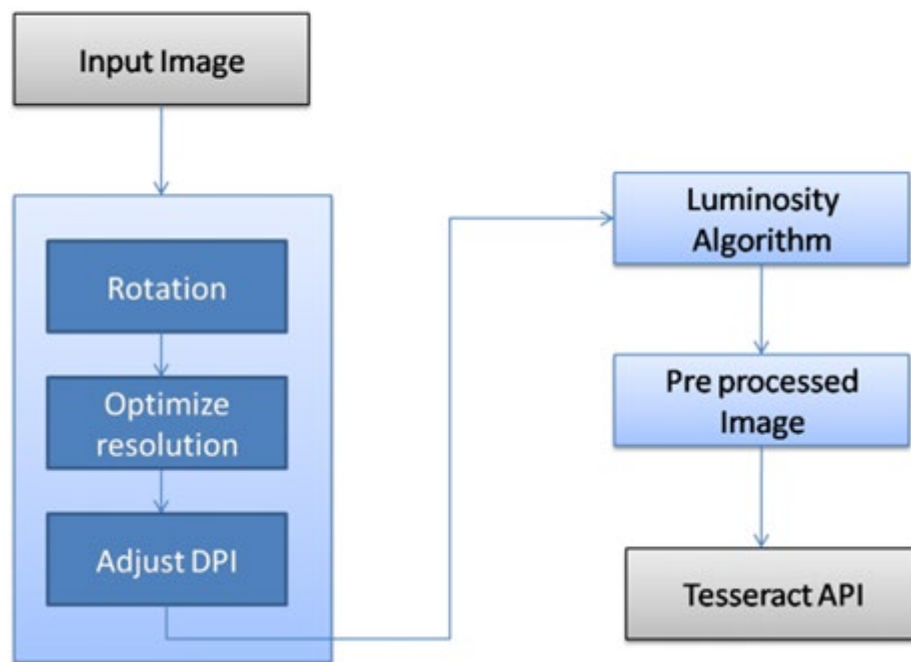 Input Image
Rotation
Optimize
resolution
Adjust DPI
Luminosity
Algorithm
Pre processed
Image
Tesseract API